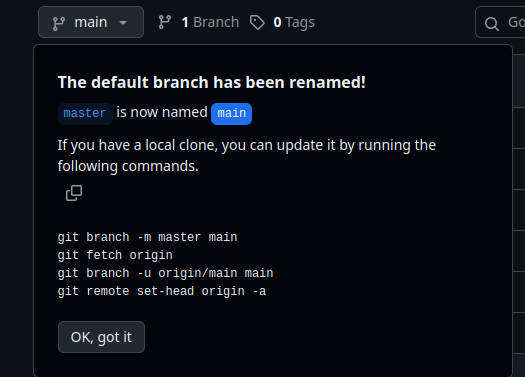 main 1 Branch 0 Tags Go
The default branch has been renamed!
master is now named main
If you have a local clone, you can update it by running the
following commands.
git branch -m master main
git fetch origin
git branch -u origin/main main
git remote set-head origin -a
OK, got it